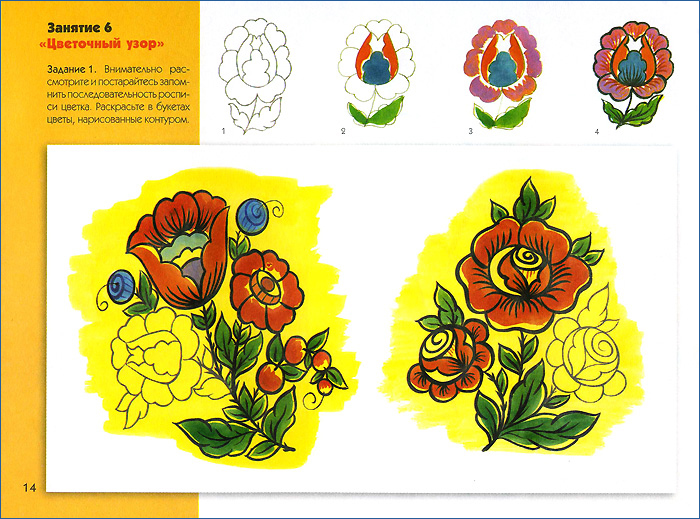 Занятие 6
«Цветочный узор»
Задание 1. Внимательно рас-
смотрите и постарайтесь запом-
нить последовательность роспи-
си цветка. Раскрасьте в букетах
цветы, нарисованные контуром.
1
2
3
4
14